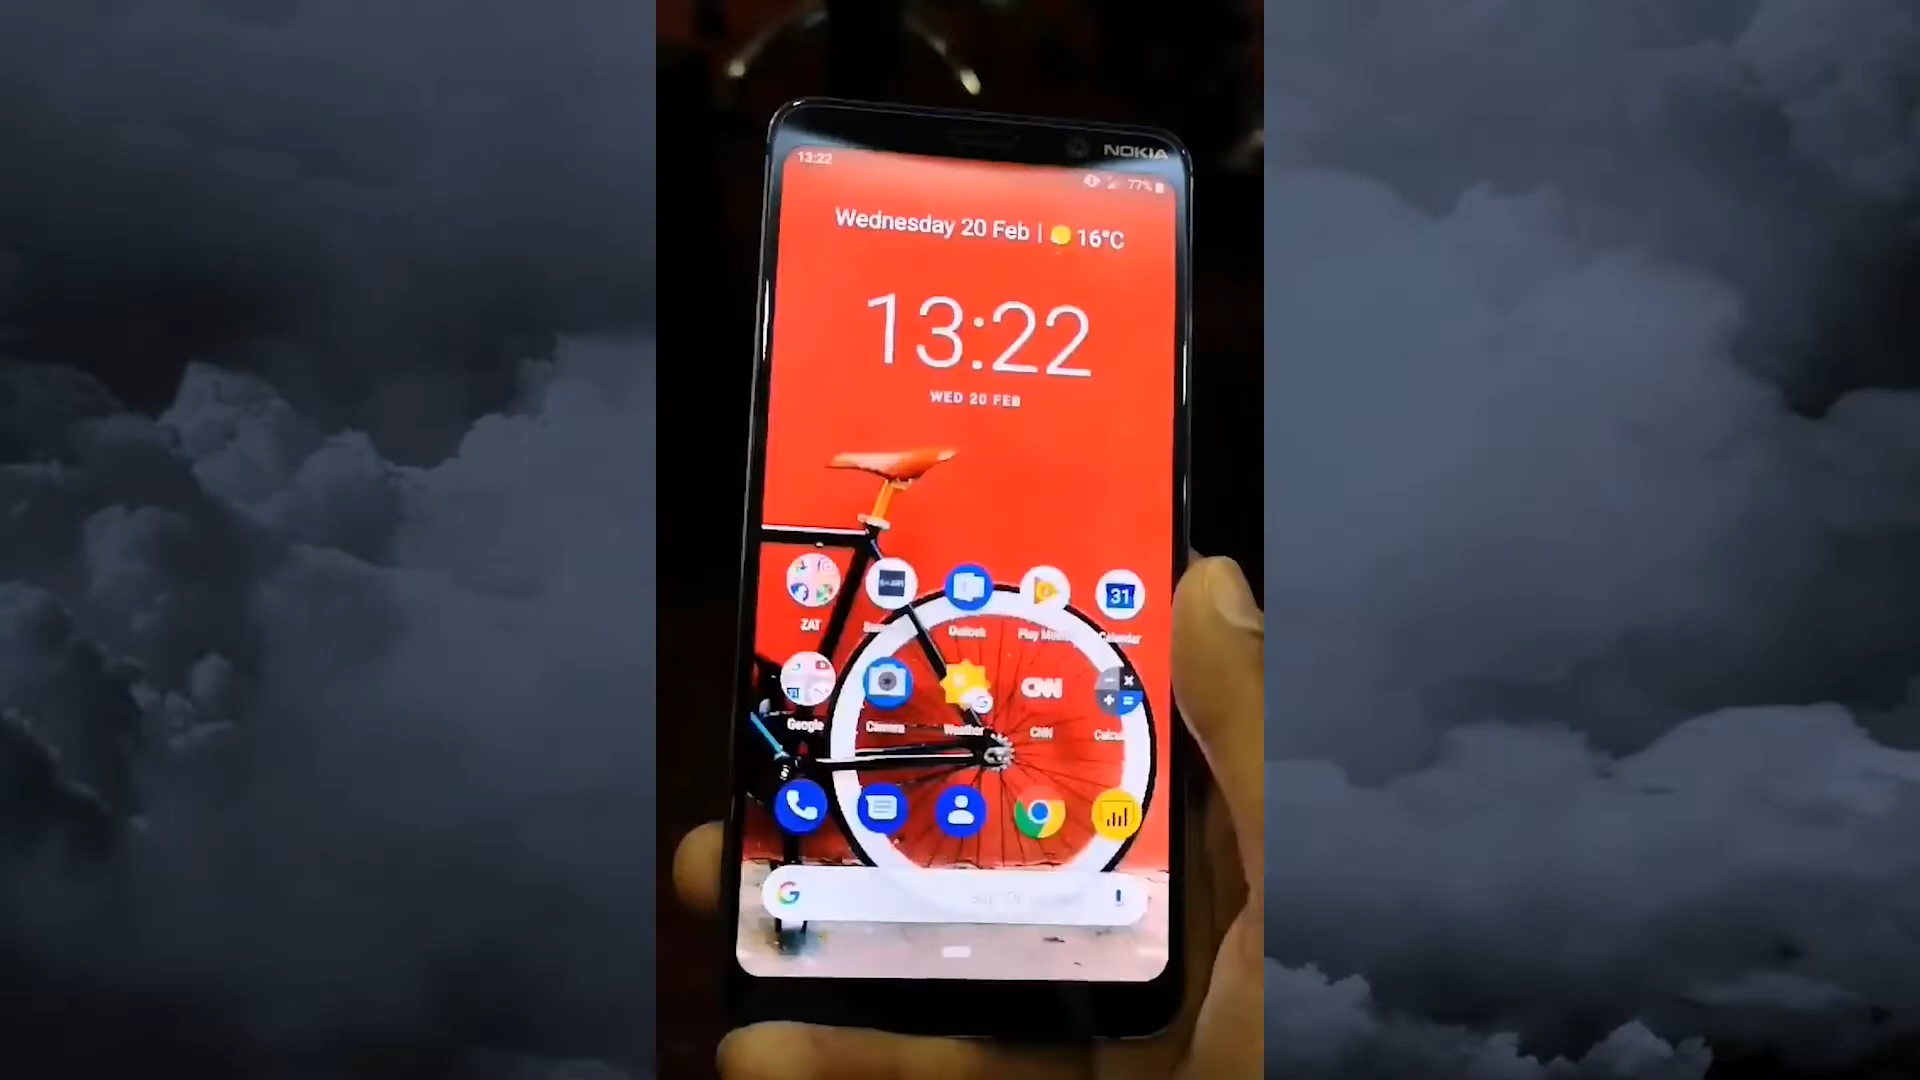 NOKIA
13:22
77%
Wednesday 20 Feb | 16°C
13:22
WED 20 FEB
31
ZAT
Outlook
Calendar
CNN
Google
Camera
Weather
CNN